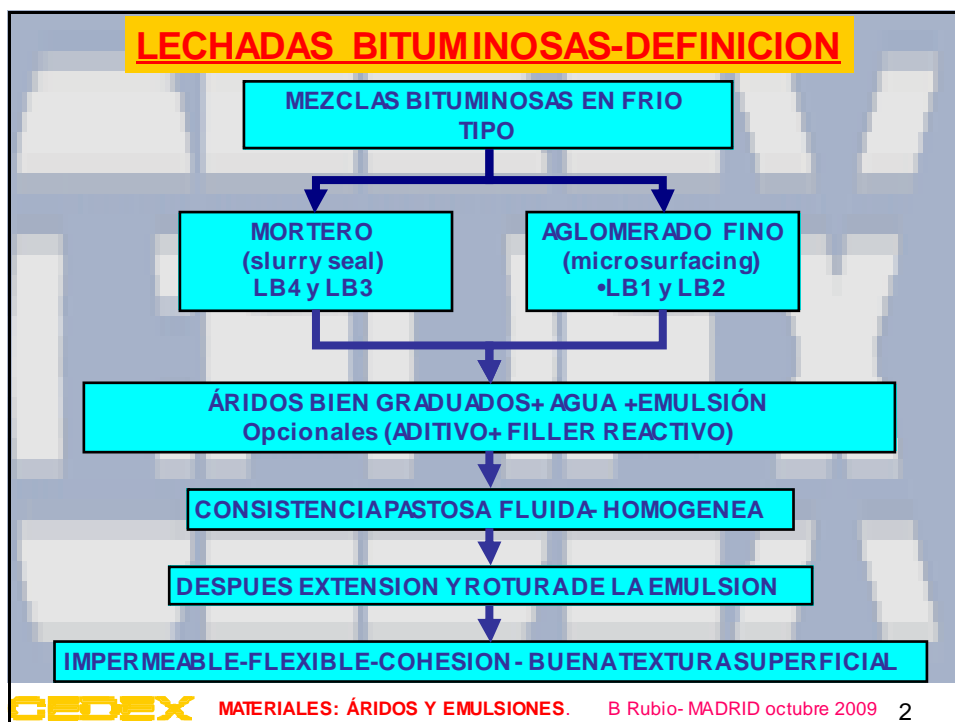 LECHADAS BITUMINOSAS-DEFINICION
MEZCLAS BITUMINOSAS EN FRIO
TIPO
MORTERO
(slurry seal)
LB4 y LB3
AGLOMERADO FINO
(microsurfacing)
•LB1 y LB2
ÁRIDOS BIEN GRADUADOS+ AGUA +EMULSIÓN
Opcionales (ADITIVO+ FILLER REACTIVO)
CONSISTENCIA PASTOSA FLUIDA- HOMOGENEA
DESPUES EXTENSION Y ROTURA DE LA EMULSION
IMPERMEABLE-FLEXIBLE-COHESION - BUENA TEXTURA SUPERFICIAL
CEDEX MATERIALES: ÁRIDOS Y EMULSIONES. B Rubio- MADRID octubre 2009 2